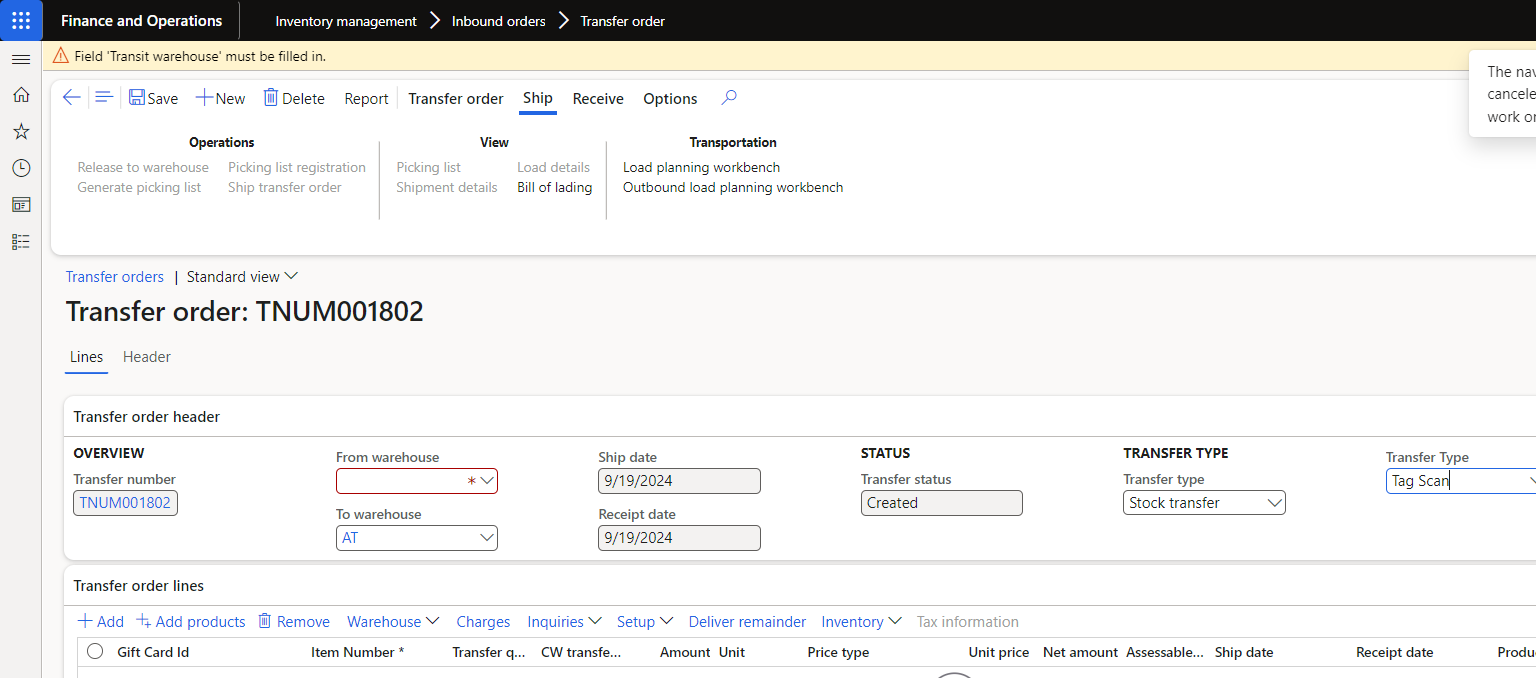 Finance and Operations
Inventory management
Inbound orders
Transfer order
Field 'Transit warehouse' must be filled in.
The nav
cancele
work or
Save
New
Delete
Report
Transfer order
Ship
Receive
Options
Operations
View
Transportation
Release to warehouse
Picking list registration
Picking list
Load details
Load planning workbench
Generate picking list
Ship transfer order
Shipment details
Bill of lading
Outbound load planning workbench
Transfer orders | Standard view
Transfer order: TNUM001802
Lines
Header
Transfer order header
OVERVIEW
Transfer number
TNUM001802
From warehouse
*
To warehouse
AT
Ship date
9/19/2024
Receipt date
9/19/2024
STATUS
Transfer status
Created
TRANSFER TYPE
Transfer type
Stock transfer
Transfer Type
Tag Scan
Transfer order lines
Add
Add products
Remove
Warehouse
Charges
Inquiries
Setup
Deliver remainder
Inventory
Tax information
Gift Card Id
Item Number *
Transfer q...
CW transfe...
Amount
Unit
Price type
Unit price
Net amount
Assessable...
Ship date
Receipt date
Produ